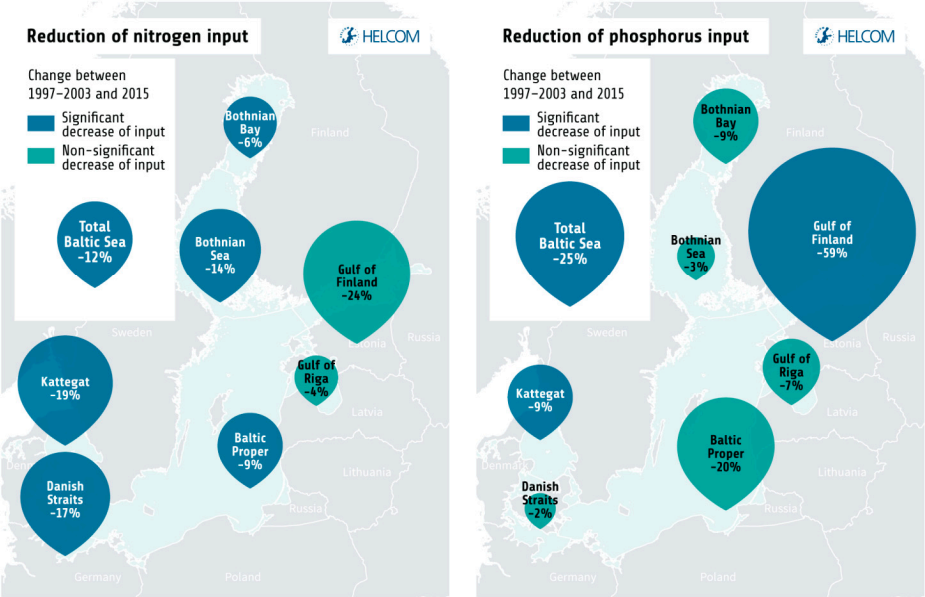 Reduction of nitrogen input
HELCOM
Change between
1997–2003 and 2015
Significant
decrease of input
Non-significant
decrease of input
Bothnian
Bay
-6%
Finland
Total
Baltic Sea
-12%
Bothnian
Sea
-14%
Gulf of
Finland
-24%
Sweden
Estonia
Russia
Kattegat
-19%
Gulf of
Riga
-4%
Latvia
Baltic
Proper
-9%
Lithuania
Danish
Straits
-17%
Russia
Germany
Poland
Reduction of phosphorus input
HELCOM
Change between
1997–2003 and 2015
Significant
decrease of input
Non-significant
decrease of input
Bothnian
Bay
-9%
Finland
Total
Baltic Sea
-25%
Bothnian
Sea
-3%
Gulf of
Finland
-59%
Sweden
Estonia
Russia
Kattegat
-9%
Gulf of
Riga
-7%
Latvia
Baltic
Proper
-20%
Denmark
Lithuania
Danish
Straits
-2%
Russia
Germany
Poland